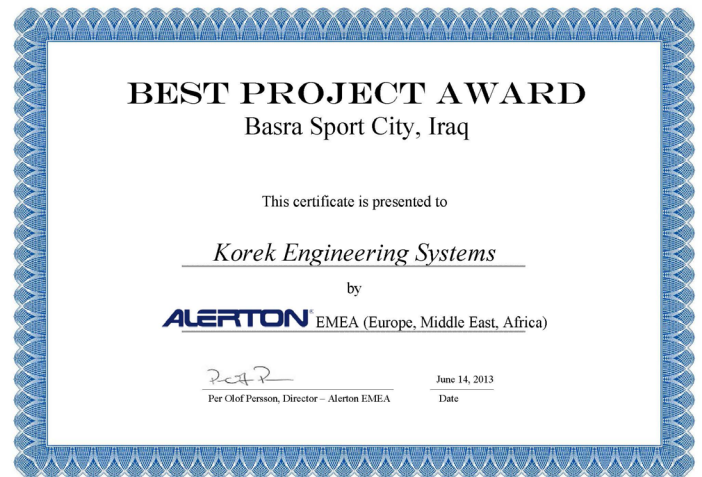 BEST PROJECT AWARD
Basra Sport City, Iraq
This certificate is presented to
Korek Engineering Systems
by
ALERTON® EMEA (Europe, Middle East, Africa)
June 14, 2013
Per Olof Persson, Director – Alerton EMEA Date